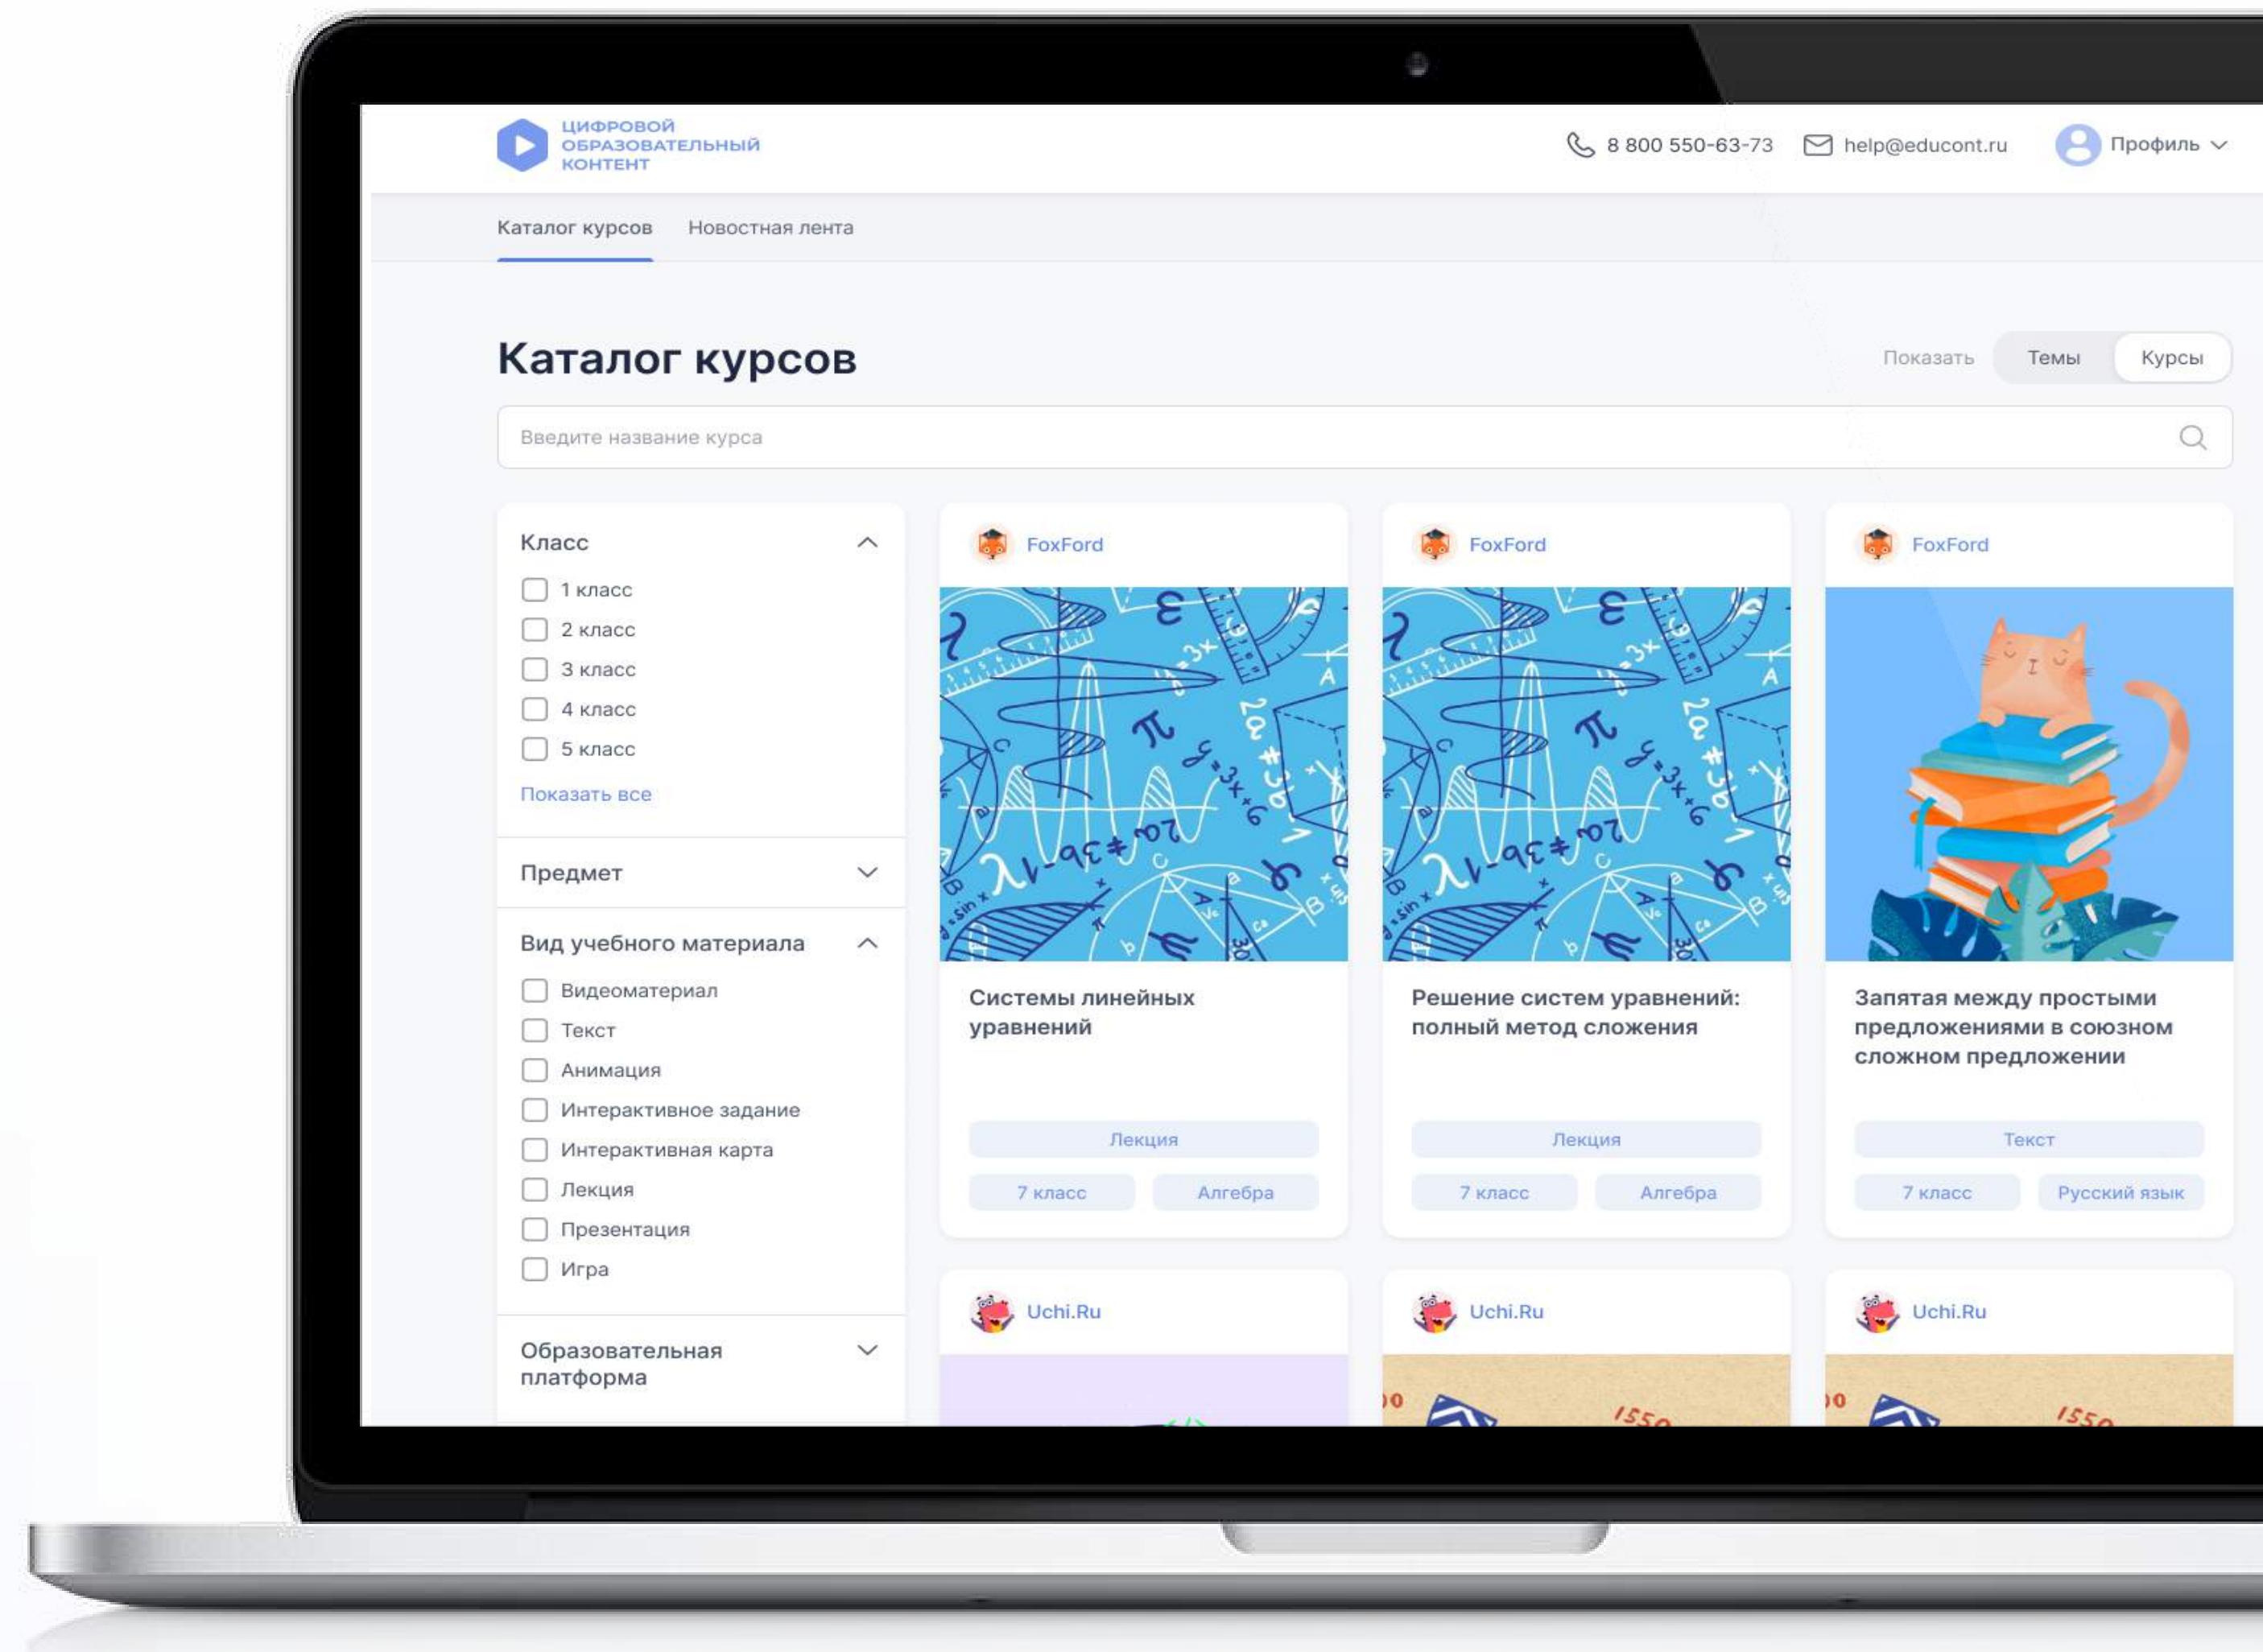 ЦИФРОВОЙ
ОБРАЗОВАТЕЛЬНЫЙ
КОНТЕНТ
8 800 550-63-73
help@educont.ru
Профиль
Каталог курсов
Новостная лента
Каталог курсов
Показать
Темы
Курсы
Введите название курса
Класс
1 класс
2 класс
3 класс
4 класс
5 класс
Показать все
Предмет
Вид учебного материала
Видеоматериал
Текст
Анимация
Интерактивное задание
Интерактивная карта
Лекция
Презентация
Игра
Образовательная
платформа
FoxFord
Системы линейных
уравнений
Лекция
7 класс
Алгебра
FoxFord
Решение систем уравнений:
полный метод сложения
Лекция
7 класс
Алгебра
FoxFord
Запятая между простыми
предложениями в союзном
сложном предложении
Текст
7 класс
Русский язык
Uchi.Ru
Uchi.Ru
1550
Uchi.Ru
1550